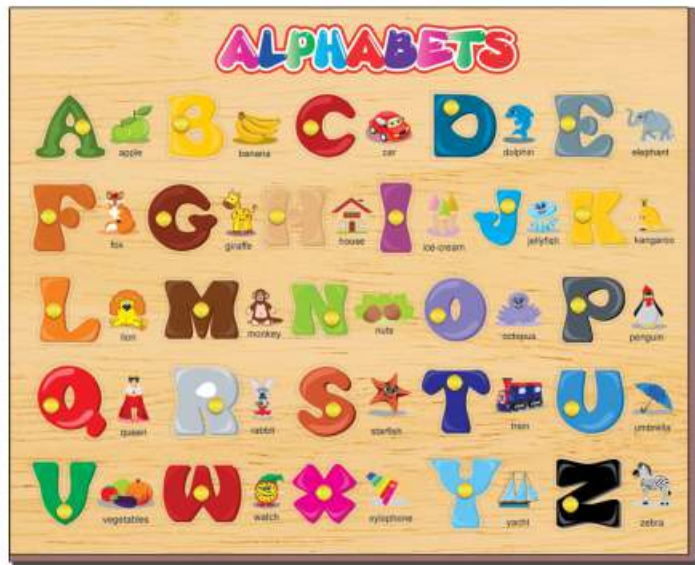 ALPHABETS
A apple B banana C car D dolphin E elephant
F fox G giraffe H house I ice-cream J jellyfish K kangaroo
L lion M monkey N nuts O octopus P penguin
Q queen R rabbit S starfish T train U umbrella
V vegetables W watch X xylophone Y yacht Z zebra